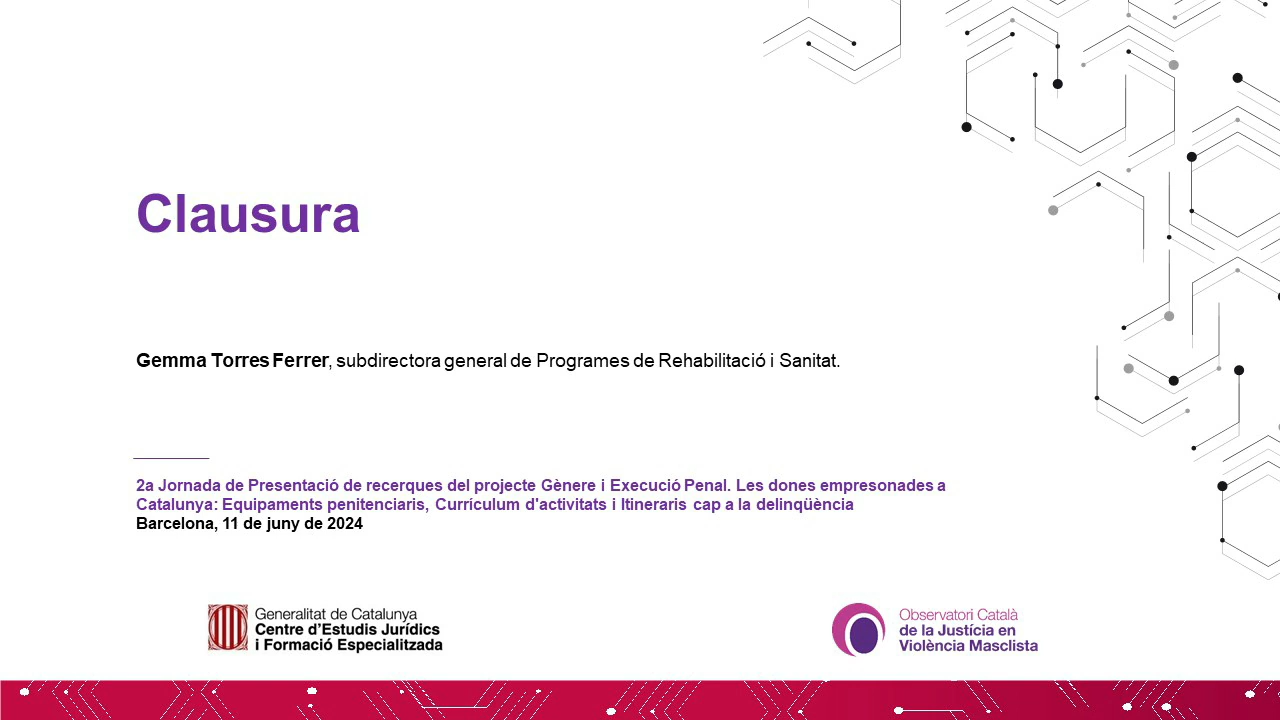 Clausura
Gemma Torres Ferrer, subdirectora general de Programes de Rehabilitació i Sanitat.
2a Jornada de Presentació de recerques del projecte Gènere i Execució Penal. Les dones empresonades a
Catalunya: Equipaments penitenciaris, Currículum d'activitats i Itineraris cap a la delinqüència
Barcelona, 11 de juny de 2024
Generalitat de Catalunya
Centre d'Estudis Jurídics
i Formació Especialitzada
Observatori Català
de la Justícia en
Violència Masclista